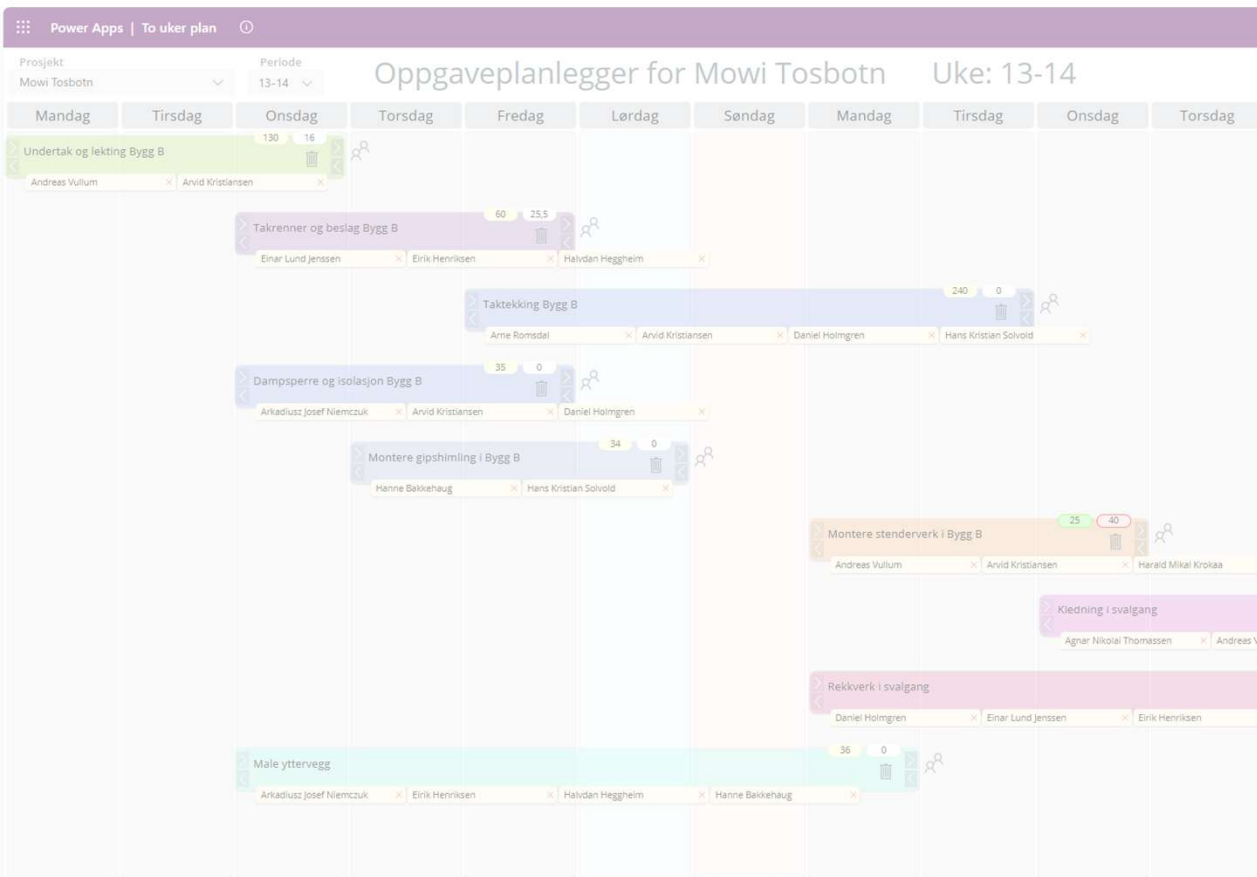 Power Apps | To uker plan
Prosjekt
Periode
Mowi Tosbotn
13-14
Oppgaveplanlegger for Mowi Tosbotn Uke: 13-14
Mandag Tirsdag Onsdag Torsdag Fredag Lørdag Søndag Mandag Tirsdag Onsdag Torsdag
130 16
Undertak og lekting Bygg B
Andreas Vullum Arvid Kristiansen
60 25,5
Takrenner og beslag Bygg B
Einar Lund Jenssen Eirik Henriksen Halvdan Heggheim
240 0
Taktekking Bygg B
Arne Romsdal Arvid Kristiansen Daniel Holmgren Hans Kristian Solvold
35 0
Dampsperre og isolasjon Bygg B
Arkadiusz Josef Niemczuk Arvid Kristiansen Daniel Holmgren
34 0
Montere gipshimling i Bygg B
Hanne Bakkehaug Hans Kristian Solvold
25 40
Montere stenderverk i Bygg B
Andreas Vullum Arvid Kristiansen Harald Mikal Krokaa
Kledning i svalgang
Agnar Nikolai Thomassen Andreas V
Rekkverk i svalgang
Daniel Holmgren Einar Lund Jenssen Eirik Henriksen
36 0
Male yttervegg
Arkadiusz Josef Niemczuk Eirik Henriksen Halvdan Heggheim Hanne Bakkehaug